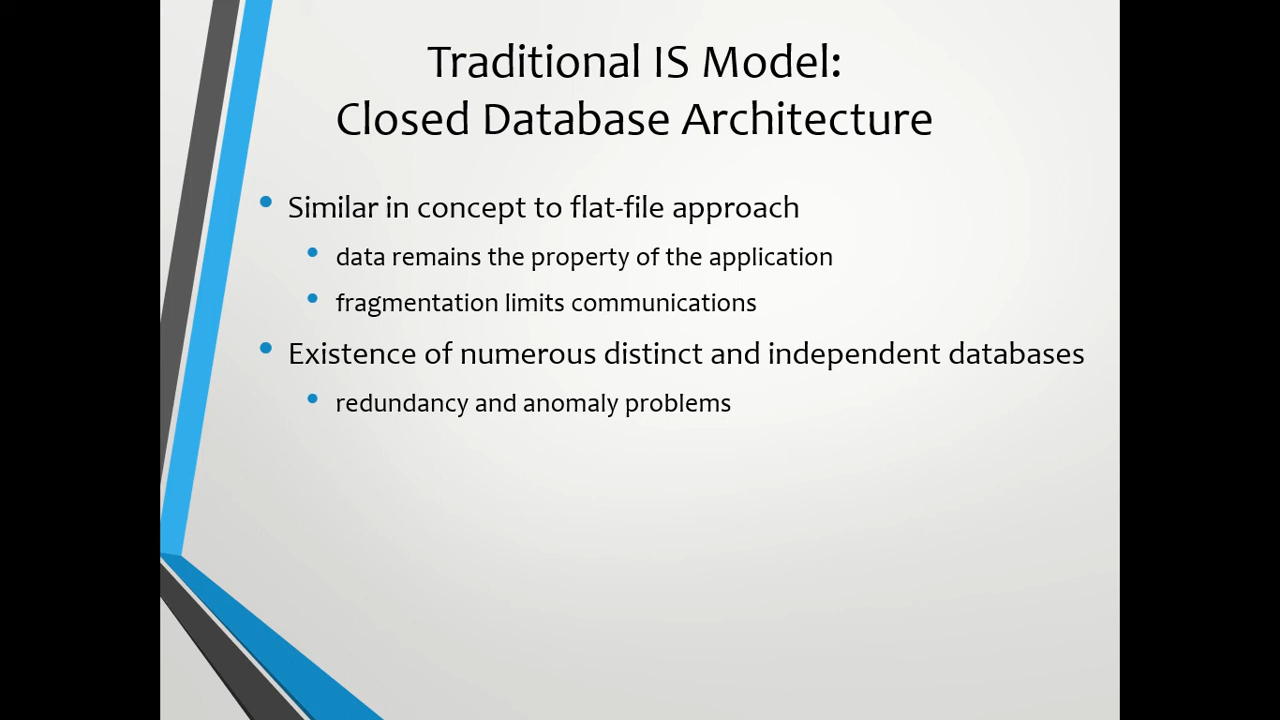 Traditional IS Model:
Closed Database Architecture
Similar in concept to flat-file approach
data remains the property of the application
fragmentation limits communications
Existence of numerous distinct and independent databases
redundancy and anomaly problems